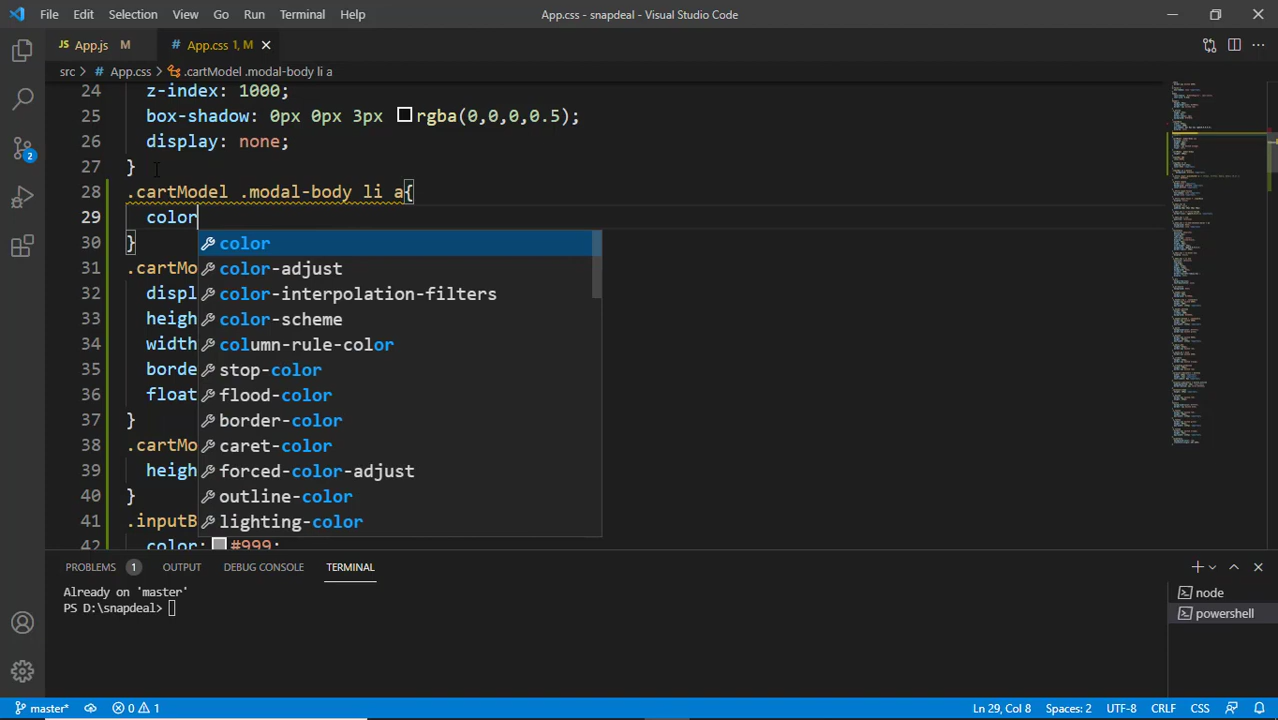 File Edit Selection View Go Run Terminal Help App.css - snapdeal - Visual Studio Code
JS App.js M # App.css 1, M
src > # App.css > .cartModel .modal-body li a
24 z-index: 1000;
25 box-shadow: 0px 0px 3px rgba(0,0,0,0.5);
26 display: none;
27 }
28 .cartModel .modal-body li a{
29 color
color
30 }
color-adjust
31 .cartMo
color-interpolation-filters
32 displ
color-scheme
33 heigh
column-rule-color
34 width
stop-color
35 borde
flood-color
36 float
border-color
37 }
caret-color
38 .cartMo
forced-color-adjust
39 heigh
outline-color
40 }
lighting-color
41 .inputB
42 color: #999;
PROBLEMS 1 OUTPUT DEBUG CONSOLE TERMINAL
Already on 'master'
PS D:\snapdeal>
node
powershell
2
master* 0 1 Ln 29, Col 8 Spaces: 2 UTF-8 CRLF CSS